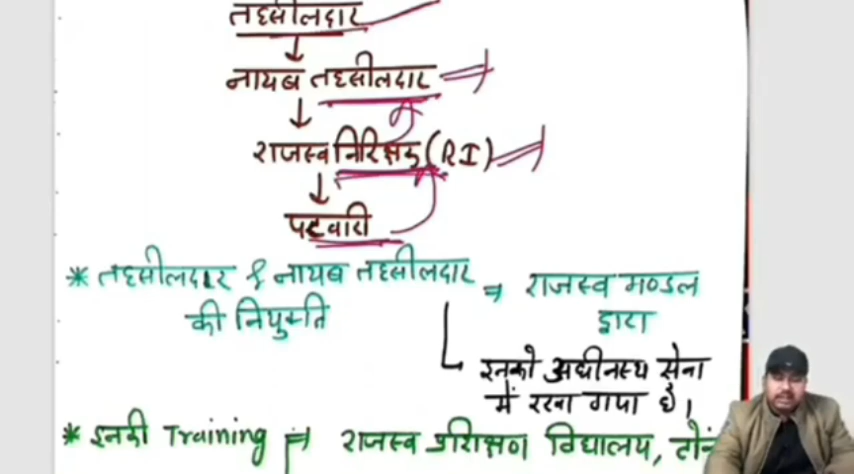 तहसीलदार
नायब तहसीलदार
राजस्व निरिक्षक (RI)
पटवारी
* तहसीलदार & नायब तहसीलदार ⇒ राजस्व मण्डल
की नियुक्ति द्वारा
इनको अधीनस्थ सेवा
में रखा गया है।
* इनकी Training ⇒ राजस्व प्रशिक्षण विद्यालय,